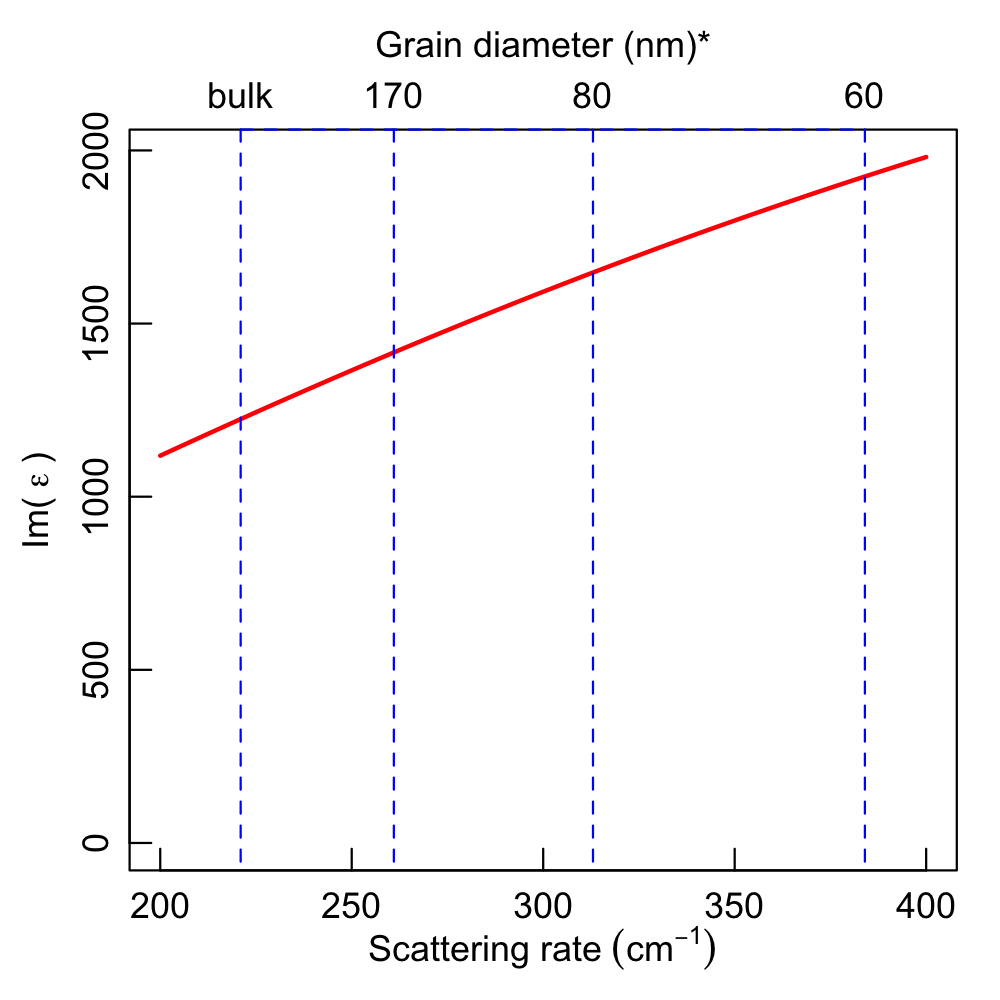 Grain diameter (nm)*
bulk 170 80 60
2000
1500
1000
500
0
Im( ε )
200 250 300 350 400
Scattering rate (cm⁻¹)